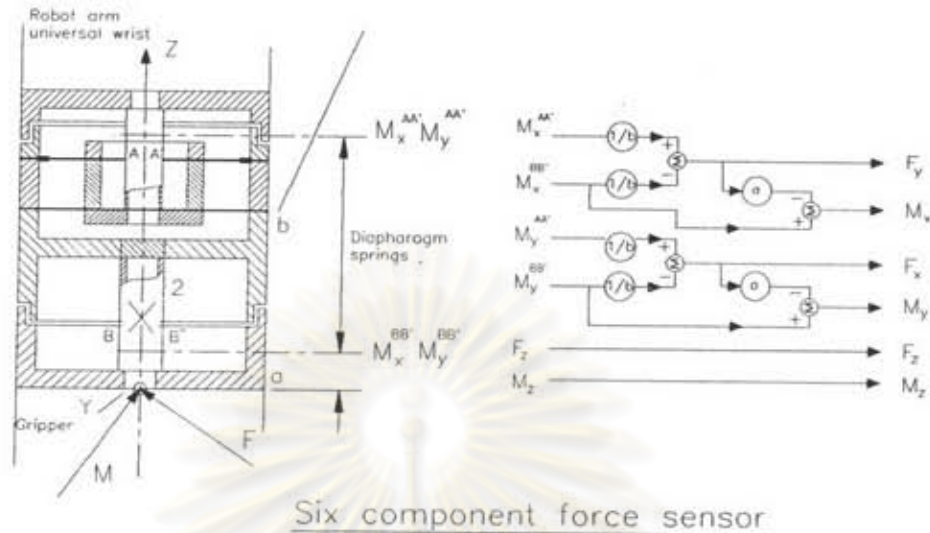 Robot arm
universal wrist
Z
M_x^AA' M_y^AA'
A A'
b
Diapharagm
springs
2
B B'
M_x^BB' M_y^BB'
a
Y
Gripper
M
F
M_x^AA' 1/b + Σ F_y
M_x^BB' 1/b - a - Σ
+
M_y^AA' 1/b + Σ F_x
M_y^BB' 1/b - a - Σ M_y
+
F_z F_z
M_z M_z
Six component force sensor